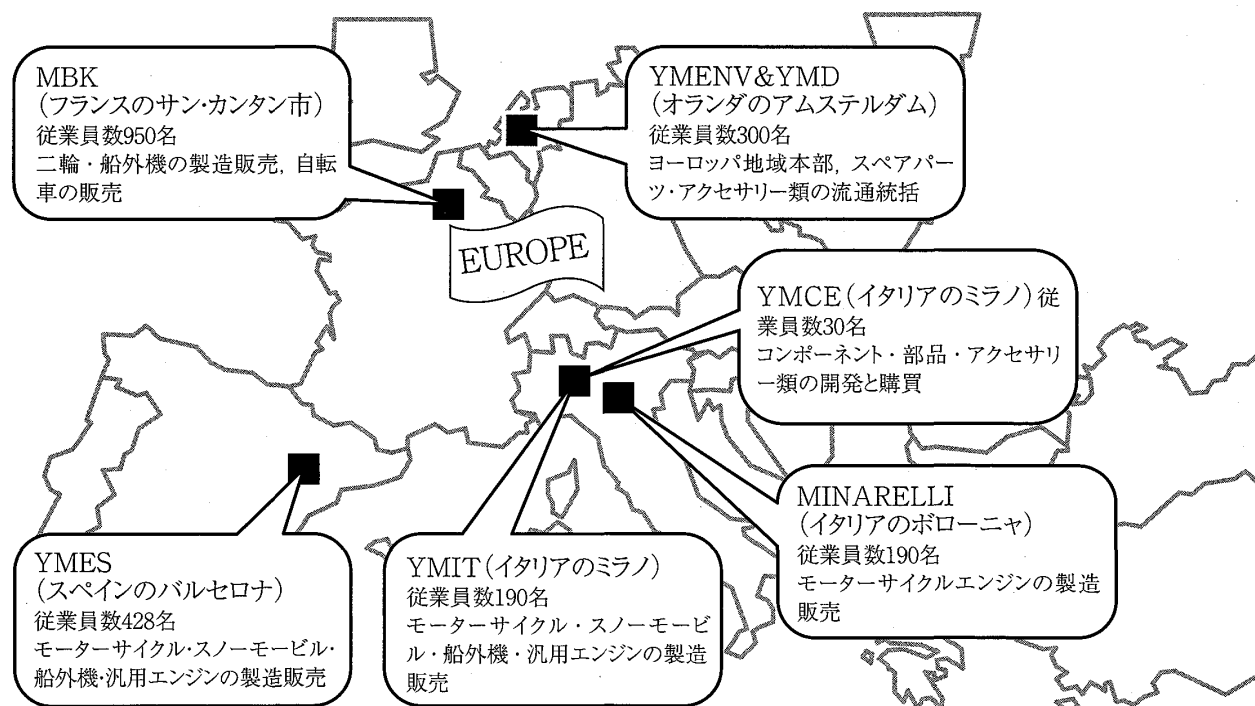 MBK
(フランスのサン・カンタン市)
従業員数950名
二輪・船外機の製造販売, 自転
車の販売
YMENV&YMD
(オランダのアムステルダム)
従業員数300名
ヨーロッパ地域本部, スペアパー
ツ・アクセサリー類の流通統括
EUROPE
YMCE(イタリアのミラノ)従
業員数30名
コンポーネント・部品・アクセサリ
ー類の開発と購買
YMES
(スペインのバルセロナ)
従業員数428名
モーターサイクル・スノーモービル・
船外機・汎用エンジンの製造販売
YMIT(イタリアのミラノ)
従業員数190名
モーターサイクル・スノーモービ
ル・船外機・汎用エンジンの製造
販売
MINARELLI
(イタリアのボローニャ)
従業員数190名
モーターサイクルエンジンの製造
販売